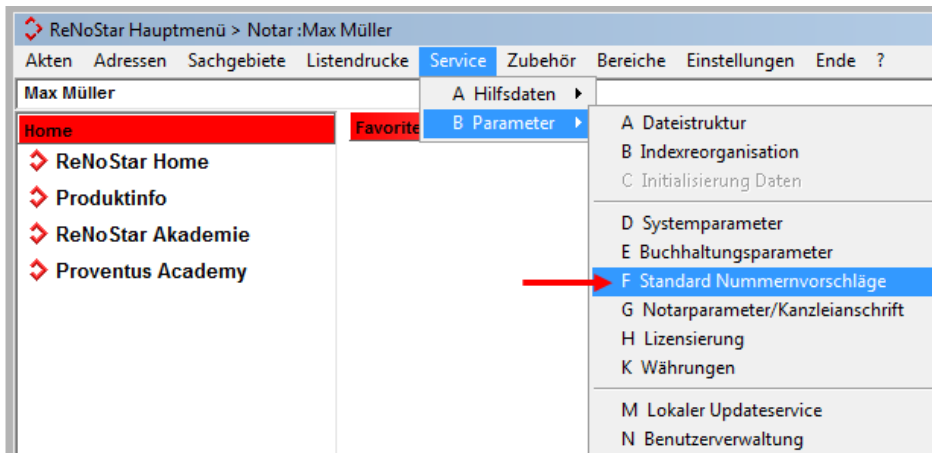 ReNoStar Hauptmenü > Notar :Max Müller
Akten Adressen Sachgebiete Listendrucke Service Zubehör Bereiche Einstellungen Ende ?
Max Müller
A Hilfsdaten
B Parameter
Home
Favorite
ReNoStar Home
Produktinfo
ReNoStar Akademie
Proventus Academy
A Dateistruktur
B Indexreorganisation
C Initialisierung Daten
D Systemparameter
E Buchhaltungsparameter
F Standard Nummernvorschläge
G Notarparameter/Kanzleianschrift
H Lizensierung
K Währungen
M Lokaler Updateservice
N Benutzerverwaltung